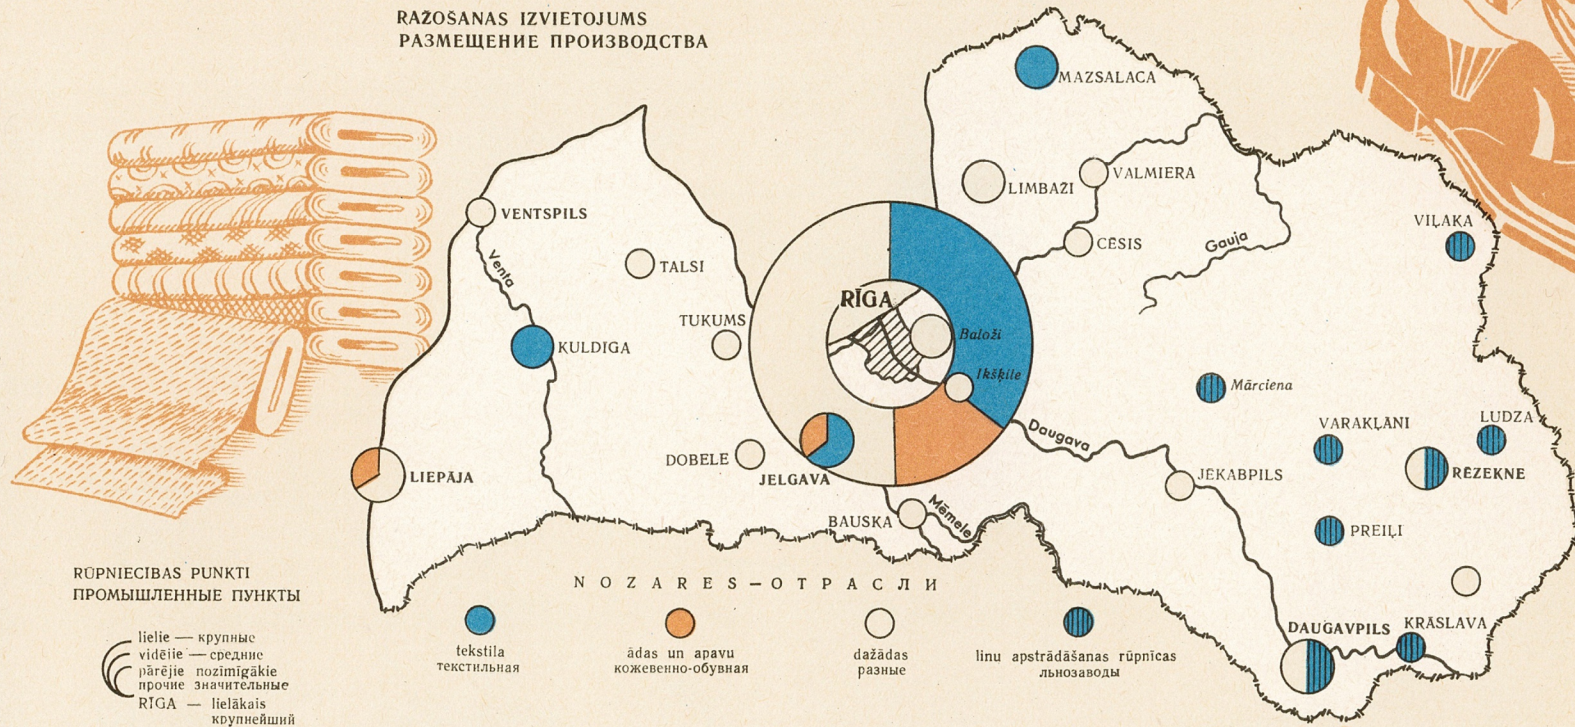 RAŽOŠANAS IZVIETOJUMS
РАЗМЕЩЕНИЕ ПРОИЗВОДСТВА
MAZSALACA
LIMBAŽI
VALMIERA
VENTSPILS
CĒSIS
Gauja
VIĻAKA
Venta
TALSI
RĪGA
TUKUMS
KULDĪGA
Baloži
Ikšķile
Mārciena
VARAKĻĀNI
LUDZA
Daugava
DOBELE
LIEPĀJA
JELGAVA
JĒKABPILS
RĒZEKNE
BAUSKA
Mēmele
PREIĻI
DAUGAVPILS
KRĀSLAVA
RŪPNIECĪBAS PUNKTI
ПРОМЫШЛЕННЫЕ ПУНКТЫ
lielie — крупные
vidējie — средние
pārējie nozīmīgākie
прочие значительные
RĪGA — lielākais
крупнейший
NOZARES — ОТРАСЛИ
tekstila
текстильная
ādas un apavu
кожевенно-обувная
dažādas
разные
linu apstrādāšanas rūpnīcas
льнозаводы